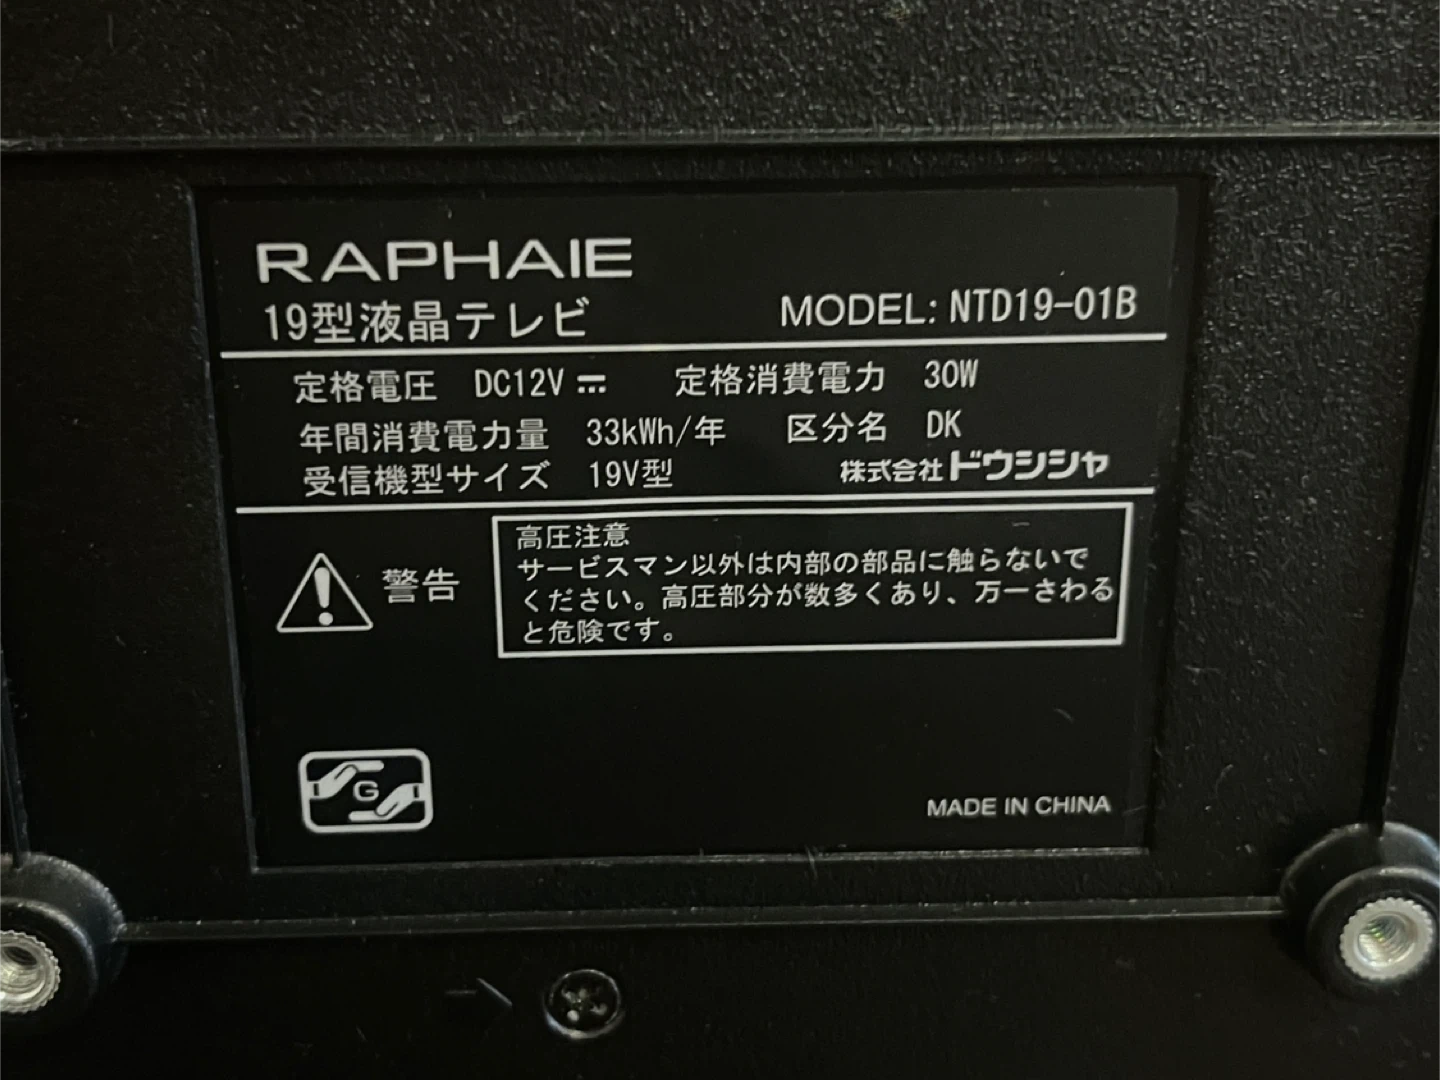 RAPHAIE
19型液晶テレビ MODEL: NTD19-01B
定格電圧 DC12V⎓ 定格消費電力 30W
年間消費電力量 33kWh/年 区分名 DK
受信機型サイズ 19V型 株式会社ドウシシャ
警告
高圧注意
サービスマン以外は内部の部品に触らないで
ください。高圧部分が数多くあり、万一さわる
と危険です。
G
MADE IN CHINA